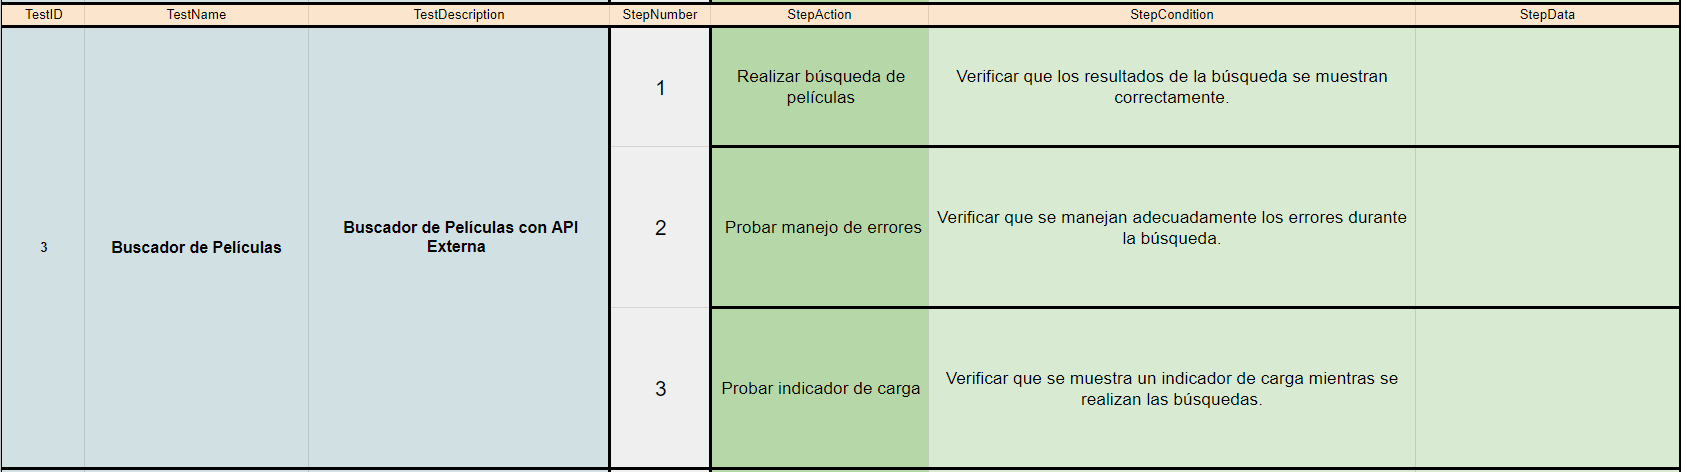 TestID
TestName
TestDescription
StepNumber
StepAction
StepCondition
StepData
3
Buscador de Películas
Buscador de Películas con API
Externa
1
Realizar búsqueda de
películas
Verificar que los resultados de la búsqueda se muestran
correctamente.
2
Probar manejo de errores
Verificar que se manejan adecuadamente los errores durante
la búsqueda.
3
Probar indicador de carga
Verificar que se muestra un indicador de carga mientras se
realizan las búsquedas.